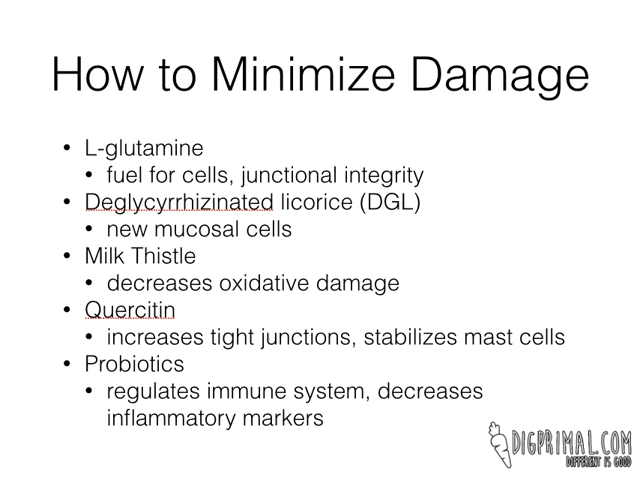 How to Minimize Damage
• L-glutamine
• fuel for cells, junctional integrity
• Deglycyrrhizinated licorice (DGL)
• new mucosal cells
• Milk Thistle
• decreases oxidative damage
• Quercitin
• increases tight junctions, stabilizes mast cells
• Probiotics
• regulates immune system, decreases
inflammatory markers
DIGPRIMAL.COM
DIFFERENT IS GOOD